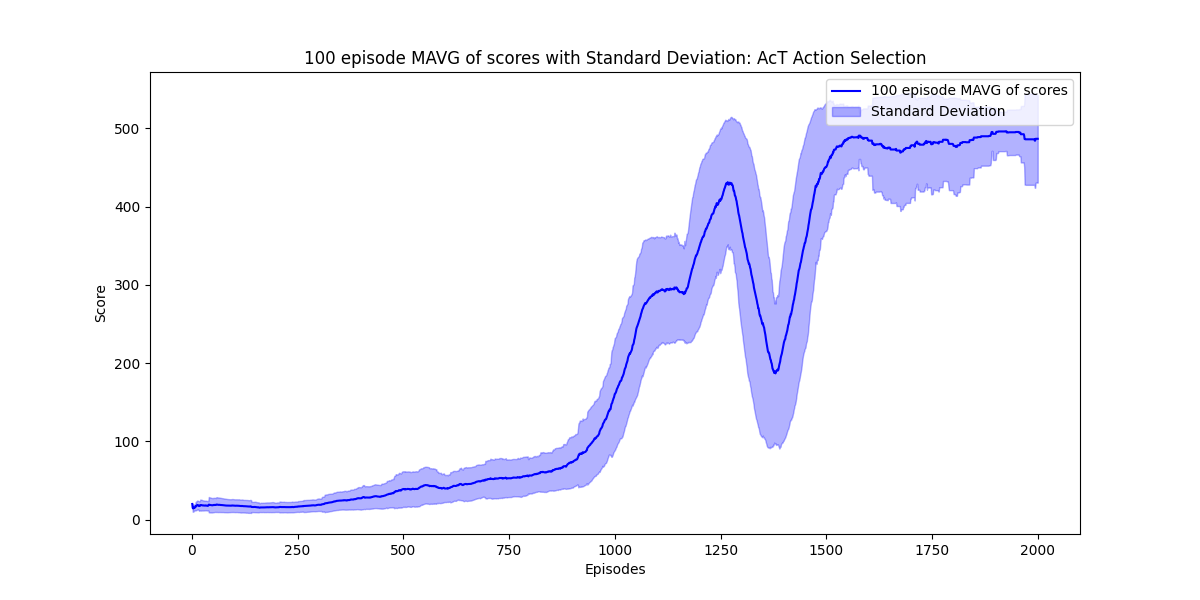 100 episode MAVG of scores with Standard Deviation: AcT Action Selection
100 episode MAVG of scores
Standard Deviation
Score
500
400
300
200
100
0
0 250 500 750 1000 1250 1500 1750 2000
Episodes